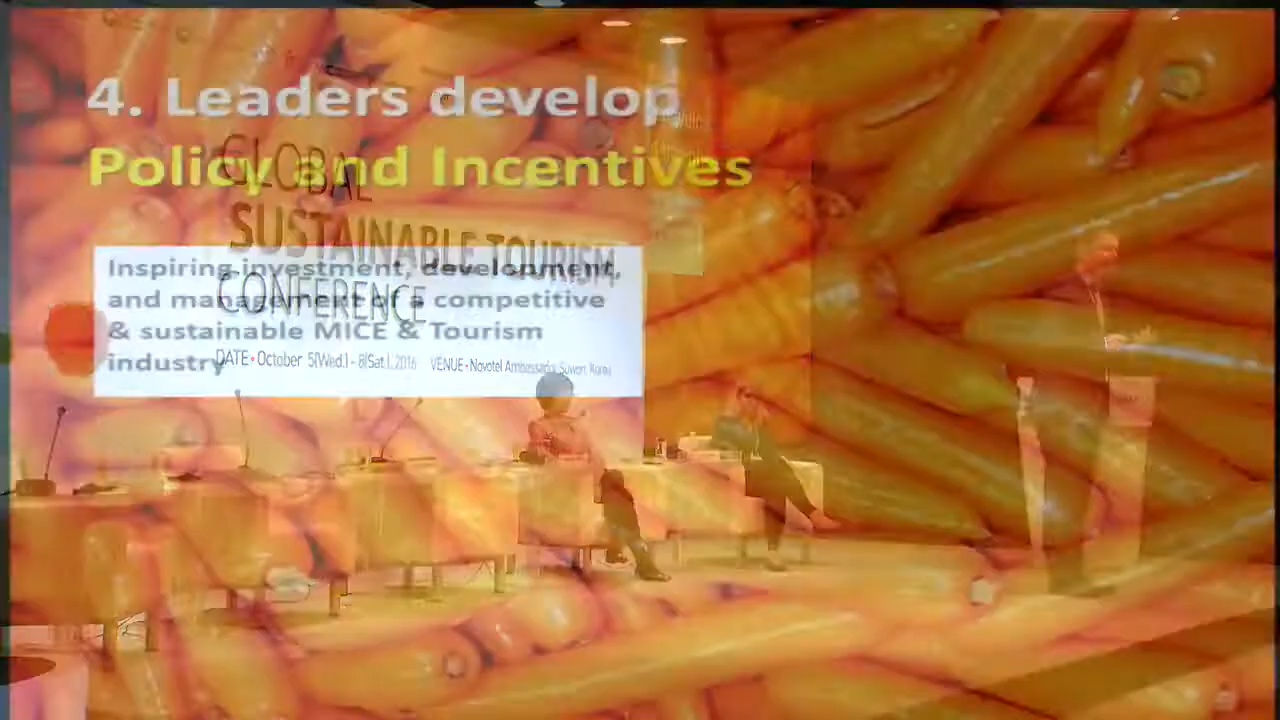 4. Leaders develop
Policy and Incentives
GLOBAL
SUSTAINABLE TOURISM
CONFERENCE
Inspiring investment, development,
and management of a competitive
& sustainable MICE & Tourism
industry
DATE • October 5(Wed.) - 8(Sat.), 2016 VENUE • Novotel Ambassador Suwon, Korea